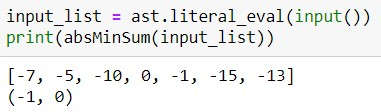 input_list = ast.literal_eval(input())
print(absMinSum(input_list))
[-7, -5, -10, 0, -1, -15, -13]
(-1, 0)